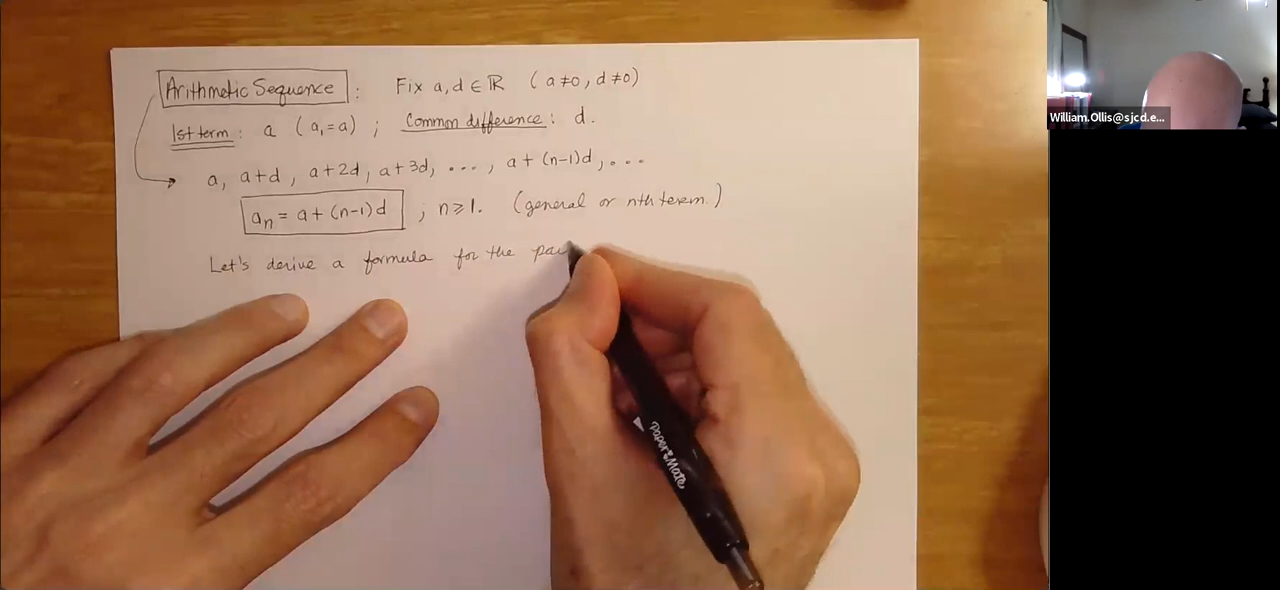 Arithmetic Sequence : Fix a, d ∈ ℝ (a ≠ 0, d ≠ 0)
1st term : a (a₁ = a) ; Common difference : d.
a, a+d, a+2d, a+3d, ..., a+(n-1)d, ...
aₙ = a + (n-1)d ; n ≥ 1. (general or nth term.)
Let's derive a formula for the
PaperMate
William.Ollis@sjcd.e...